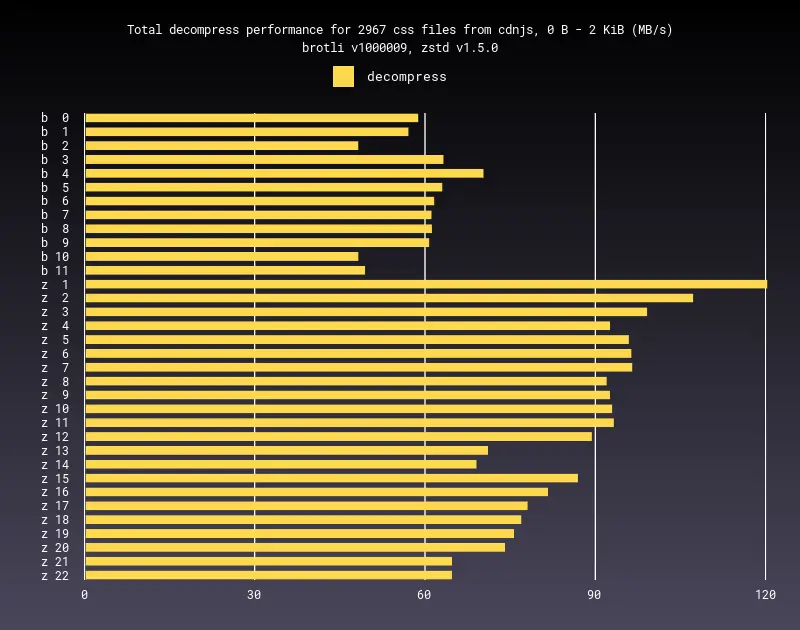 Total decompress performance for 2967 css files from cdnjs, 0 B - 2 KiB (MB/s)
brotli v1000009, zstd v1.5.0
decompress
b 0
b 1
b 2
b 3
b 4
b 5
b 6
b 7
b 8
b 9
b 10
b 11
z 1
z 2
z 3
z 4
z 5
z 6
z 7
z 8
z 9
z 10
z 11
z 12
z 13
z 14
z 15
z 16
z 17
z 18
z 19
z 20
z 21
z 22
0 30 60 90 120